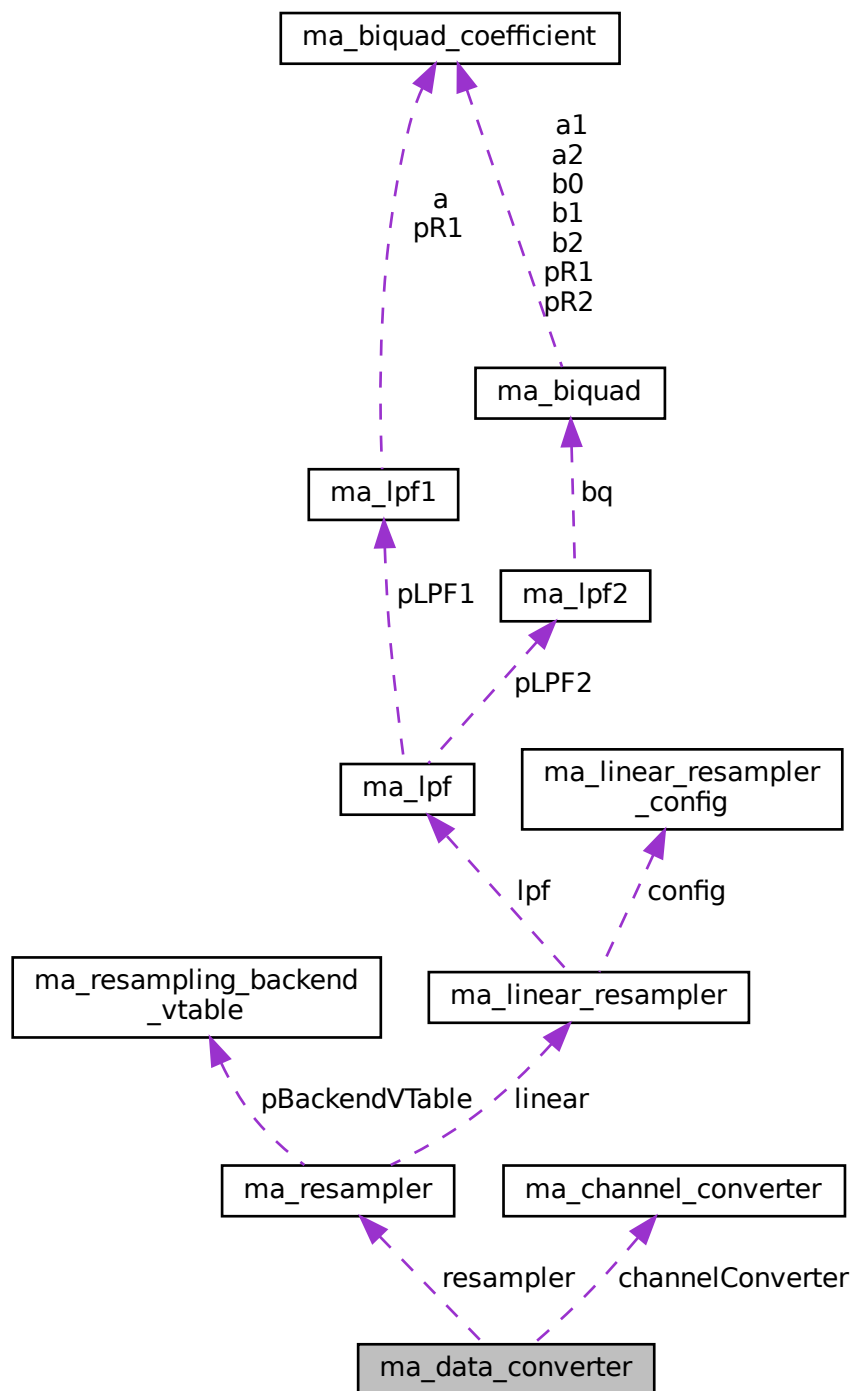 ma_biquad_coefficient
a1
a2
b0
b1
b2
pR1
pR2
a
pR1
ma_biquad
ma_lpf1
bq
ma_lpf2
pLPF1
pLPF2
ma_lpf
ma_linear_resampler
_config
lpf
config
ma_resampling_backend
_vtable
ma_linear_resampler
pBackendVTable
linear
ma_resampler
ma_channel_converter
resampler
channelConverter
ma_data_converter